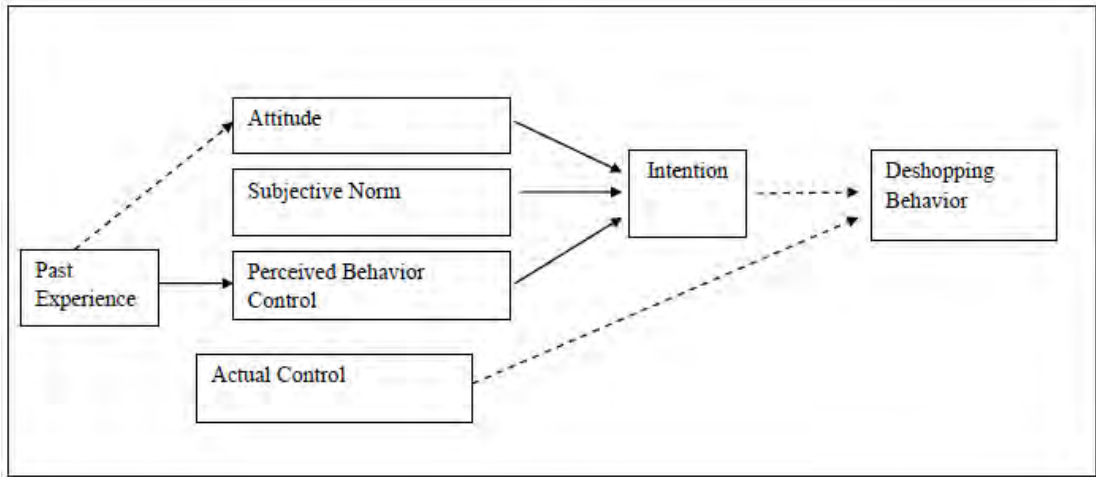 Attitude
Subjective Norm
Past
Experience
Perceived Behavior
Control
Actual Control
Intention
Deshopping
Behavior